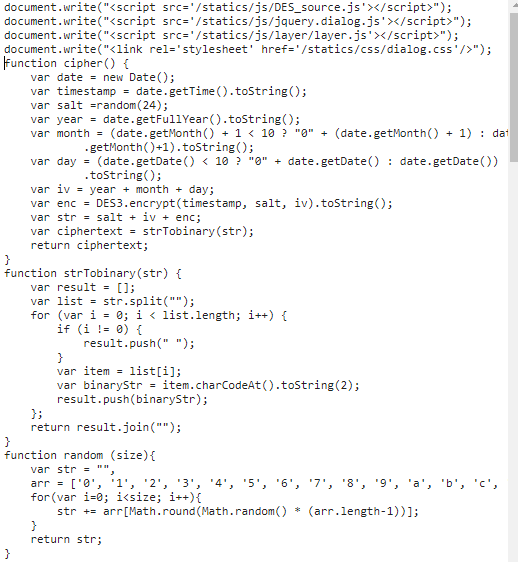 document.write("<script src='/statics/js/DES_source.js'></script>");
document.write("<script src='/statics/js/jquery.dialog.js'></script>");
document.write("<script src='/statics/js/layer/layer.js'></script>");
document.write("<link rel='stylesheet' href='/statics/css/dialog.css'/>");
function cipher() {
    var date = new Date();
    var timestamp = date.getTime().toString();
    var salt =random(24);
    var year = date.getFullYear().toString();
    var month = (date.getMonth() + 1 < 10 ? "0" + (date.getMonth() + 1) : dat
            .getMonth()+1).toString();
    var day = (date.getDate() < 10 ? "0" + date.getDate() : date.getDate())
            .toString();
    var iv = year + month + day;
    var enc = DES3.encrypt(timestamp, salt, iv).toString();
    var str = salt + iv + enc;
    var ciphertext = strTobinary(str);
    return ciphertext;
}
function strTobinary(str) {
    var result = [];
    var list = str.split("");
    for (var i = 0; i < list.length; i++) {
        if (i != 0) {
            result.push(" ");
        }
        var item = list[i];
        var binaryStr = item.charCodeAt().toString(2);
        result.push(binaryStr);
    };
    return result.join("");
}
function random (size){
    var str = "",
    arr = ['0', '1', '2', '3', '4', '5', '6', '7', '8', '9', 'a', 'b', 'c',
    for(var i=0; i<size; i++){
        str += arr[Math.round(Math.random() * (arr.length-1))];
    }
    return str;
}